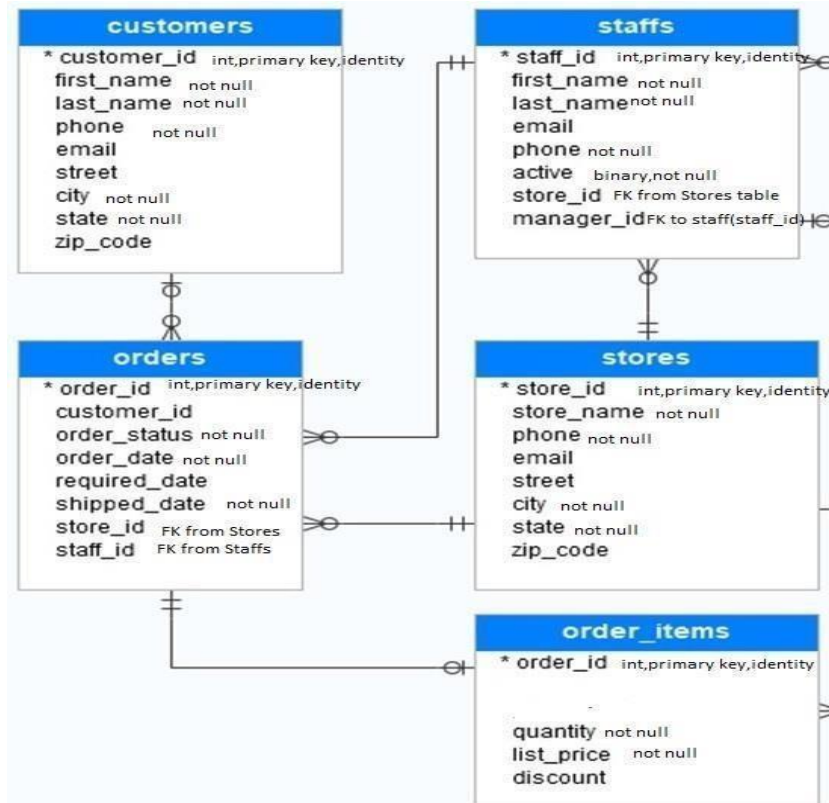 customers
* customer_id int,primary key,identity
first_name not null
last_name not null
phone not null
email
street
city not null
state not null
zip_code
staffs
* staff_id int,primary key,identity
first_name not null
last_name not null
email
phone not null
active binary,not null
store_id FK from Stores table
manager_id FK to staff(staff_id)
orders
* order_id int,primary key,identity
customer_id
order_status not null
order_date not null
required_date
shipped_date not null
store_id FK from Stores
staff_id FK from Staffs
stores
* store_id int,primary key,identity
store_name not null
phone not null
email
street
city not null
state not null
zip_code
order_items
* order_id int,primary key,identity
quantity not null
list_price not null
discount